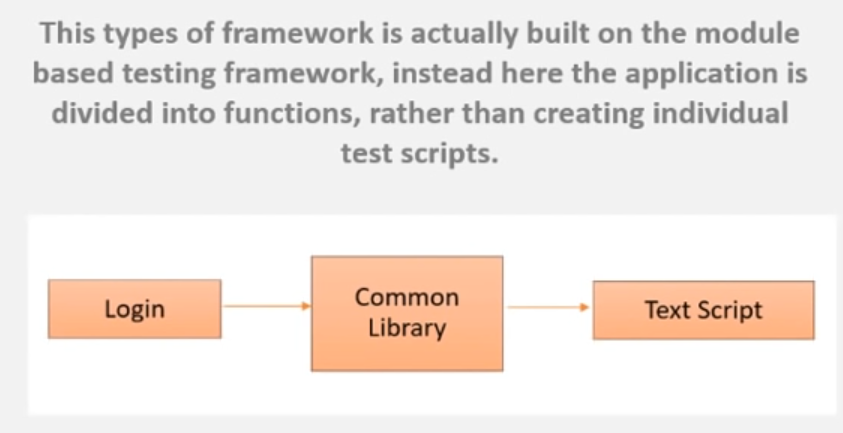 This types of framework is actually built on the module
based testing framework, instead here the application is
divided into functions, rather than creating individual
test scripts.
Login
Common
Library
Text Script